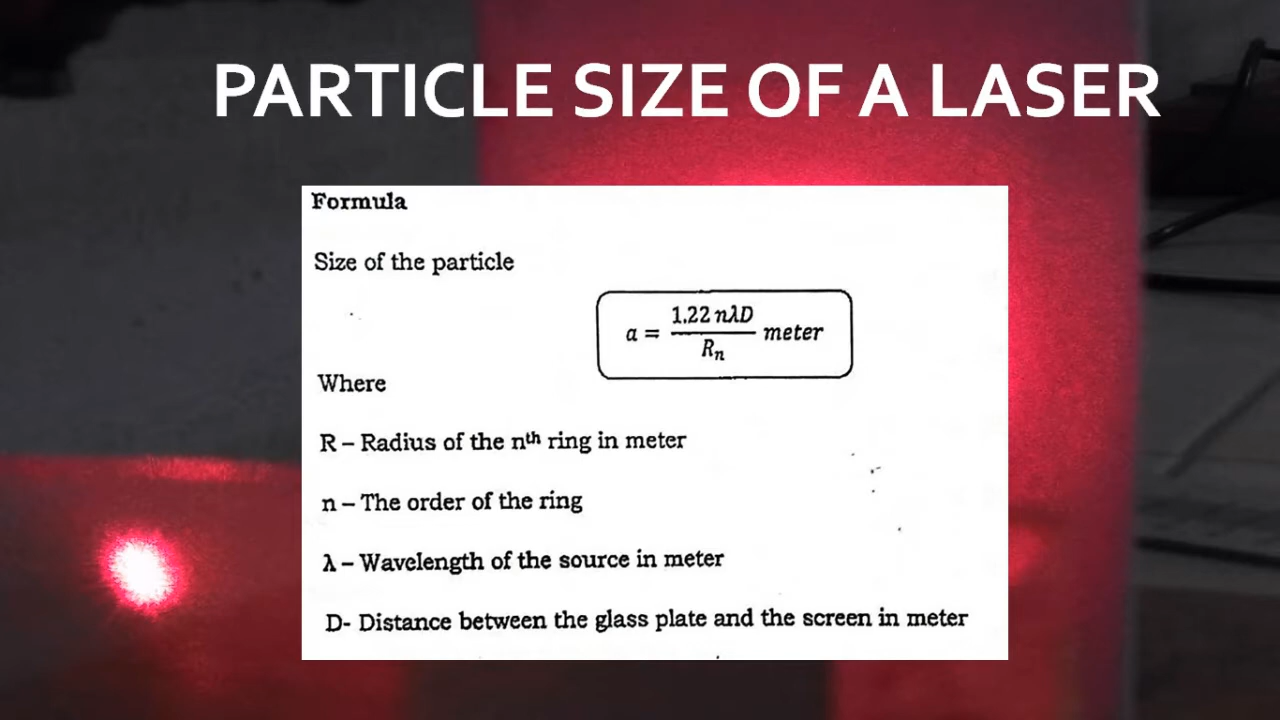 PARTICLE SIZE OF A LASER
Formula
Size of the particle
a = 1.22 nλD / Rₙ meter
Where
R – Radius of the nᵗʰ ring in meter
n – The order of the ring
λ – Wavelength of the source in meter
D- Distance between the glass plate and the screen in meter